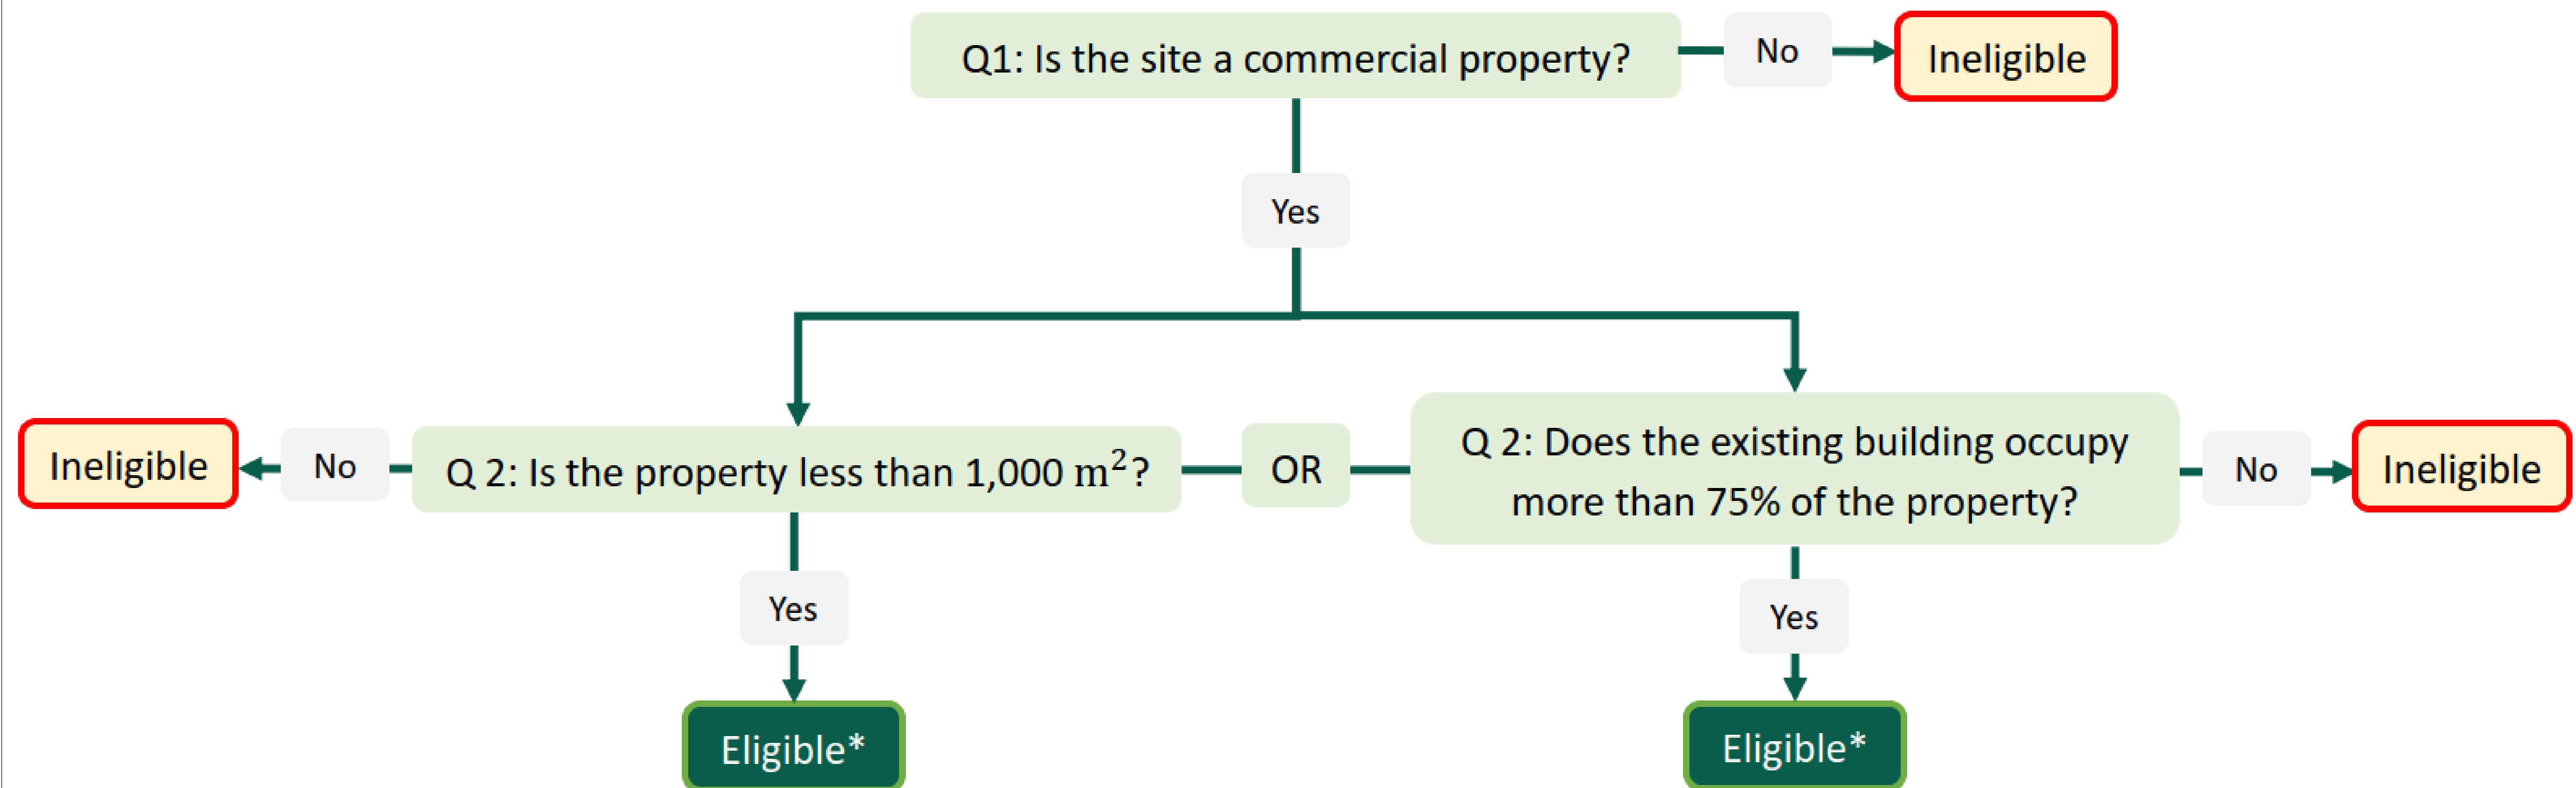 Q1: Is the site a commercial property?
No
Ineligible
Yes
Ineligible
No
Q 2: Is the property less than 1,000 m²?
OR
Q 2: Does the existing building occupy
more than 75% of the property?
No
Ineligible
Yes
Yes
Eligible*
Eligible*